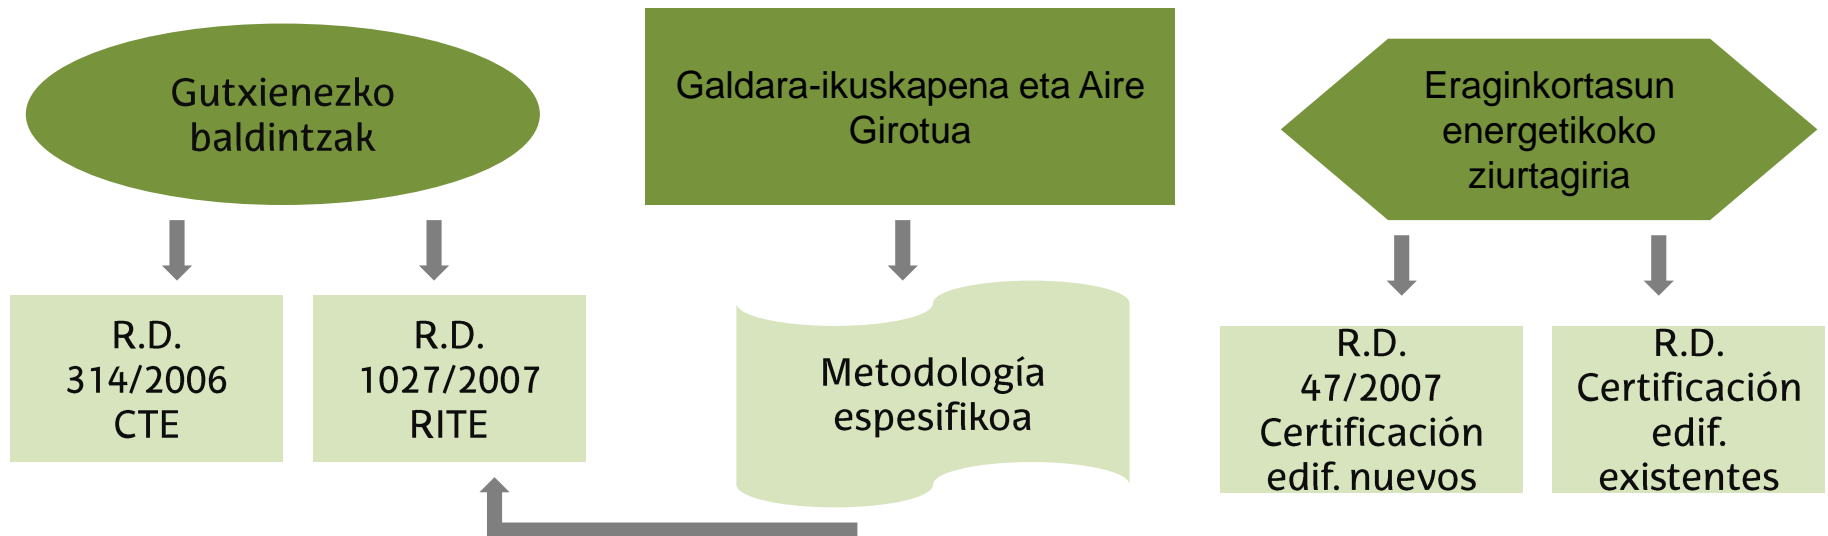 Gutxienezko
baldintzak
Galdara-ikuskapena eta Aire
Girotua
Eraginkortasun
energetikoko
ziurtagiria
R.D.
314/2006
CTE
R.D.
1027/2007
RITE
Metodología
espesifikoa
R.D.
47/2007
Certificación
edif. nuevos
R.D.
Certificación
edif.
existentes